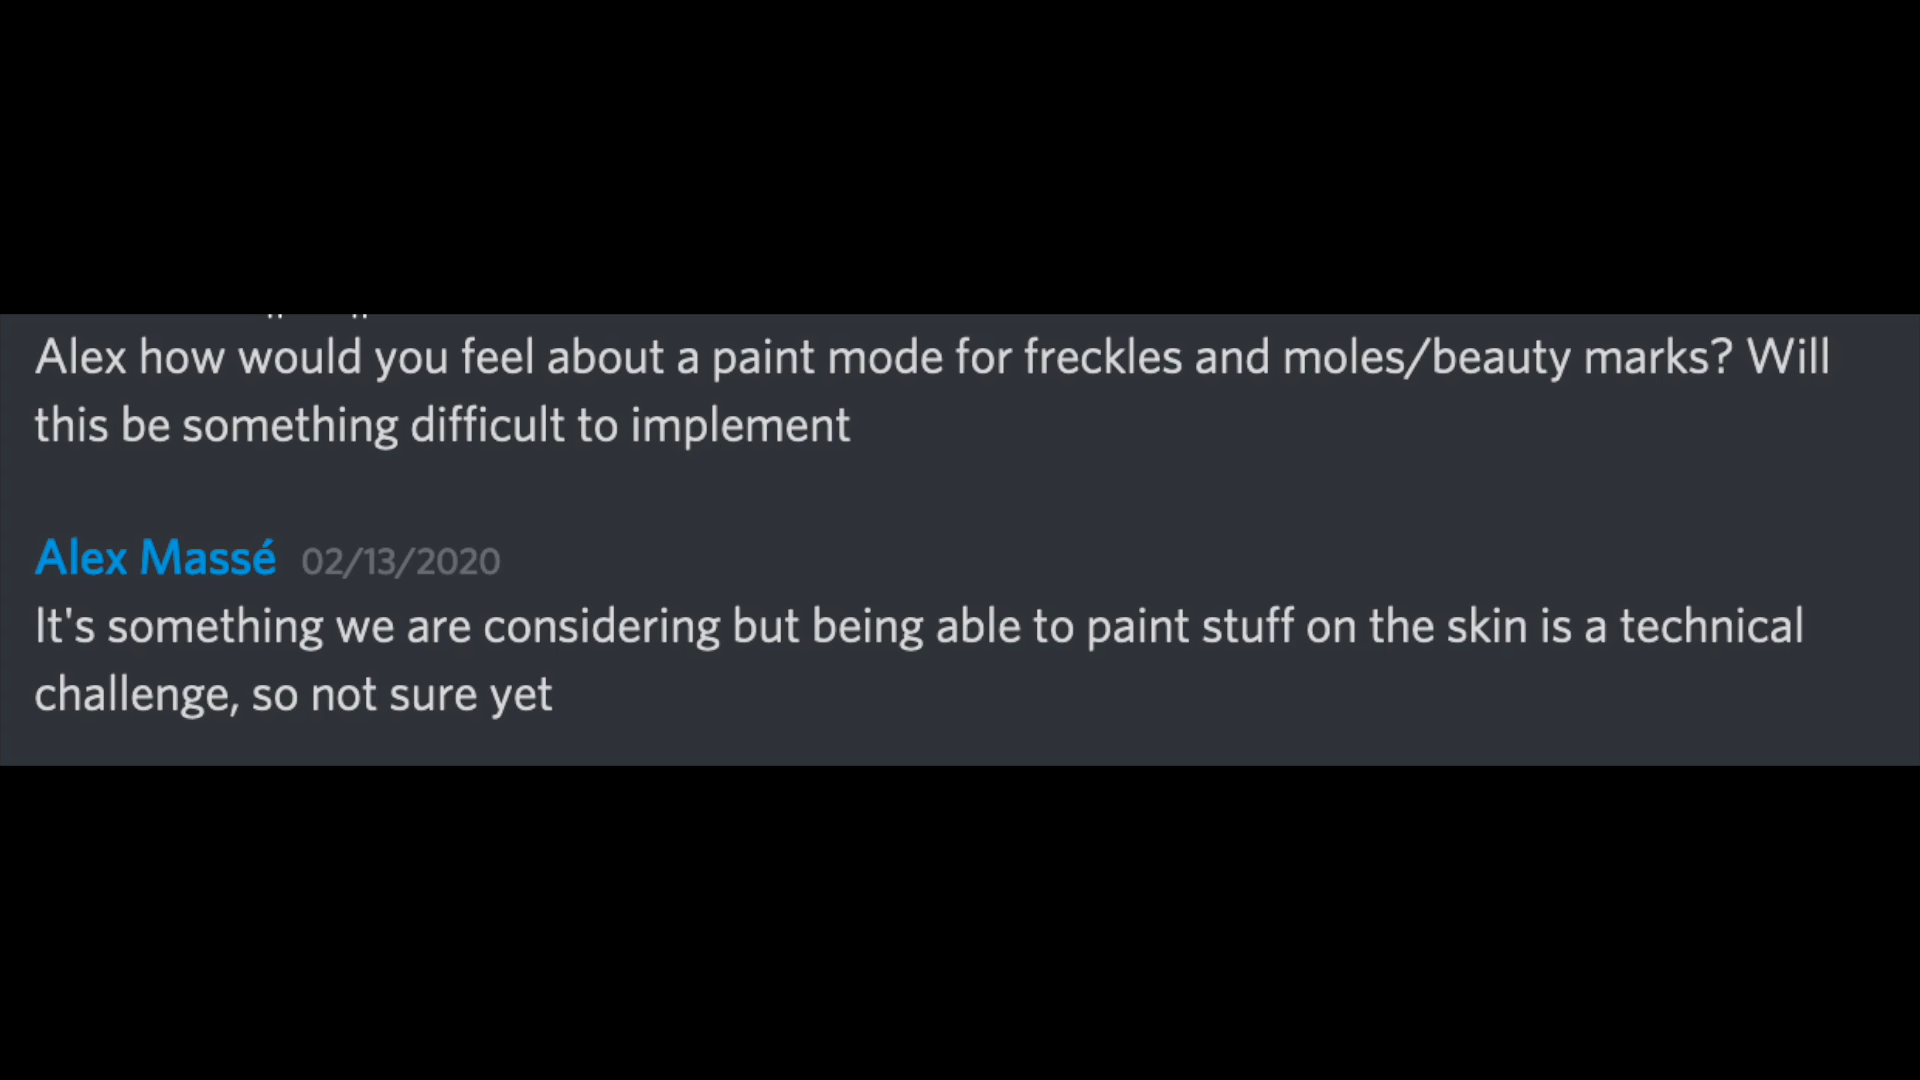 Alex how would you feel about a paint mode for freckles and moles/beauty marks? Will
this be something difficult to implement
Alex Massé 02/13/2020
It's something we are considering but being able to paint stuff on the skin is a technical
challenge, so not sure yet